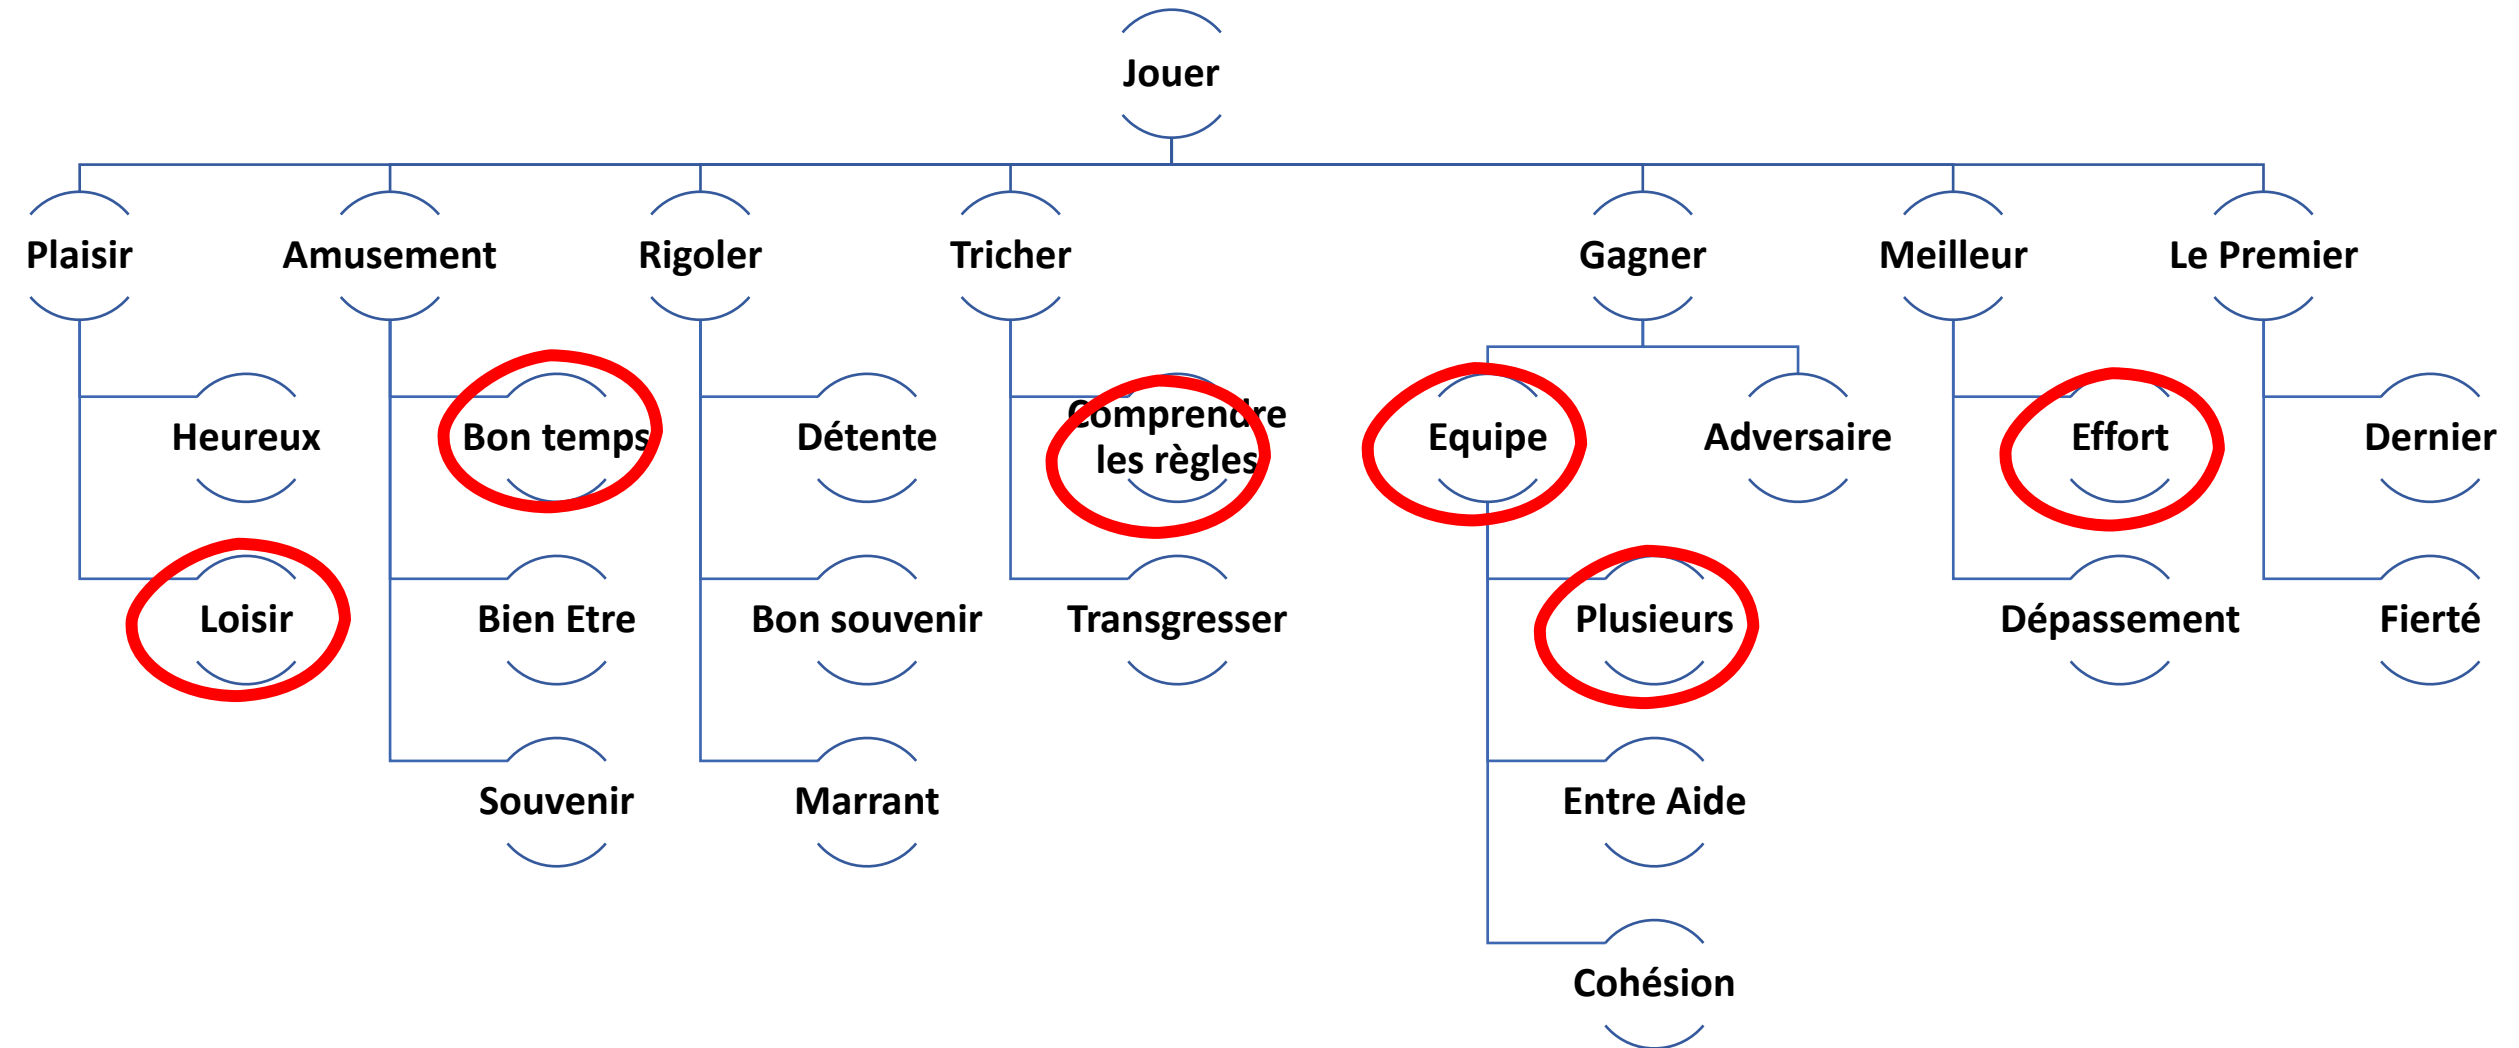 Jouer
Plaisir
Amusement
Rigoler
Tricher
Gagner
Meilleur
Le Premier
Heureux
Bon temps
Détente
Comprendre
les règles
Equipe
Adversaire
Effort
Dernier
Loisir
Bien Etre
Bon souvenir
Transgresser
Plusieurs
Dépassement
Fierté
Souvenir
Marrant
Entre Aide
Cohésion